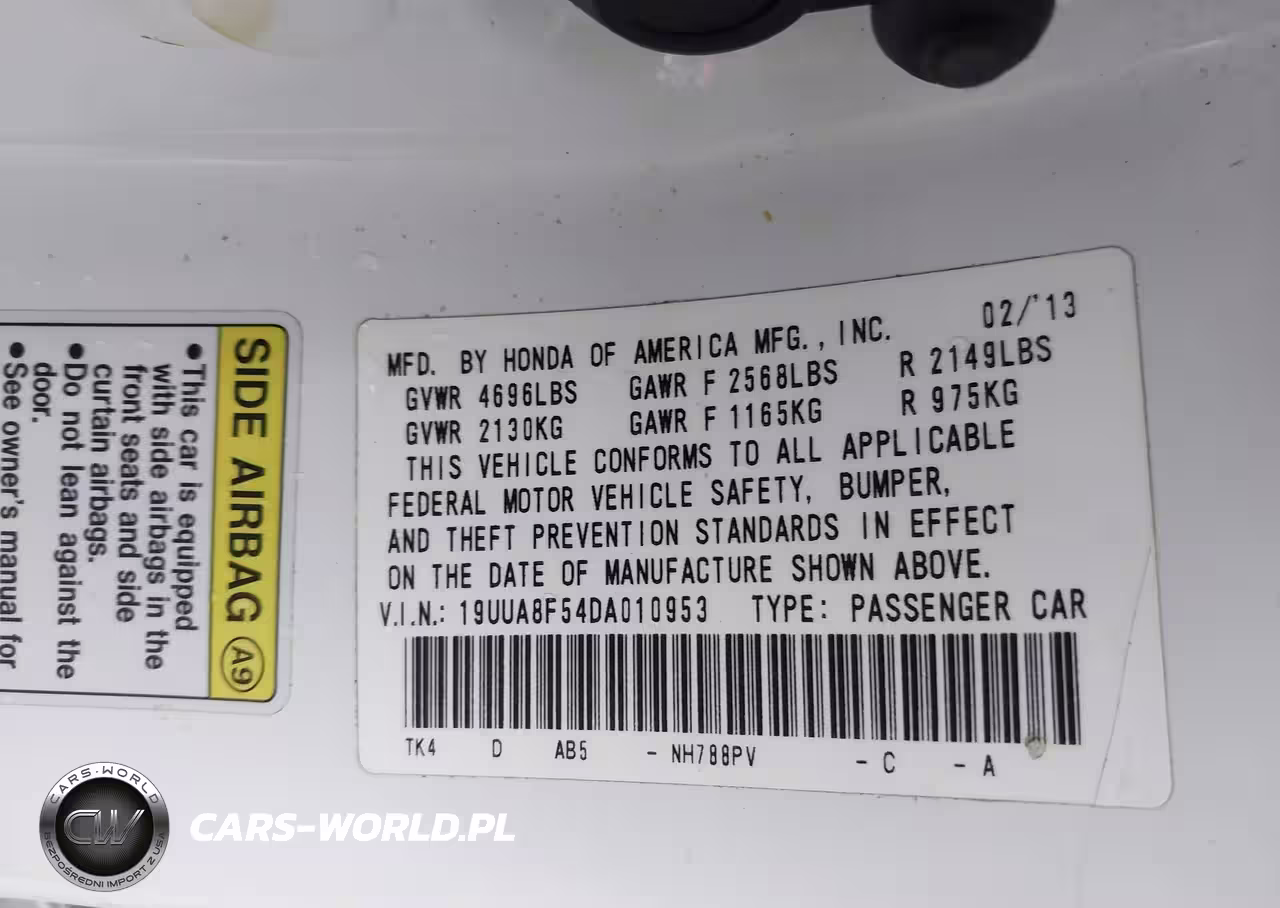 MFD. BY HONDA OF AMERICA MFG., INC. 02/'13
GVWR 4696LBS GAWR F 2568LBS R 2149LBS
GVWR 2130KG GAWR F 1165KG R 975KG
THIS VEHICLE CONFORMS TO ALL APPLICABLE
FEDERAL MOTOR VEHICLE SAFETY, BUMPER,
AND THEFT PREVENTION STANDARDS IN EFFECT
ON THE DATE OF MANUFACTURE SHOWN ABOVE.
V.I.N.: 19UUA8F54DA010953 TYPE: PASSENGER CAR
TK4 D AB5 - NH788PV - C - A
SIDE AIRBAG A9
●This car is equipped
with side airbags in the
front seats and side
curtain airbags.
●Do not lean against the
door.
●See owner's manual for
CARS-WORLD
CW
BEZPOŚREDNI IMPORT Z USA
CARS-WORLD.PL